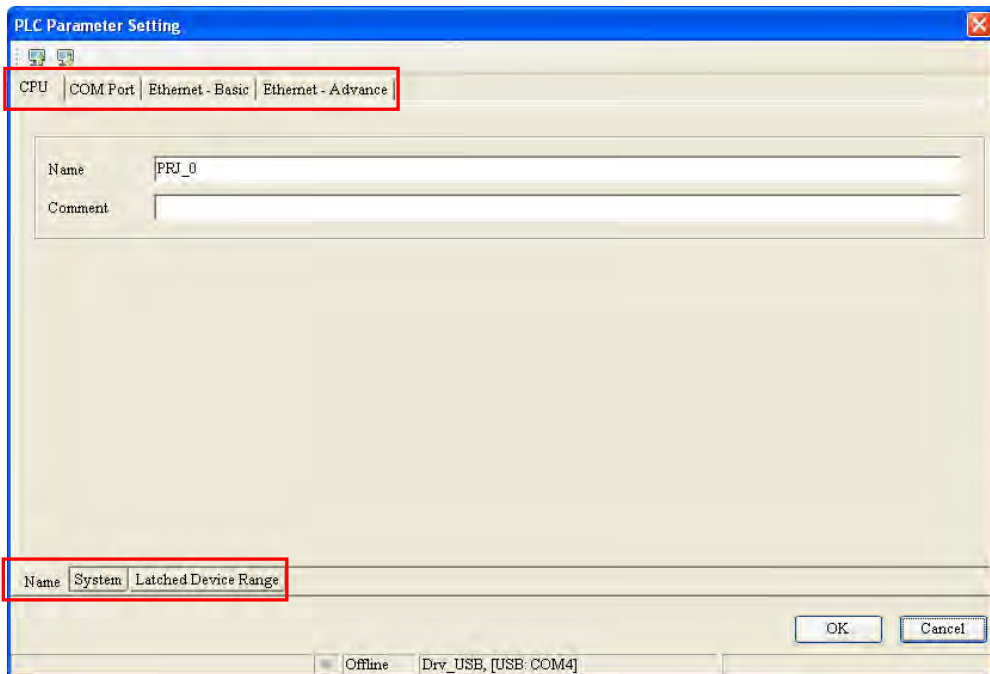 PLC Parameter Setting
CPU COM Port Ethernet - Basic Ethernet - Advance
Name PRJ_0
Comment
Name System Latched Device Range
OK Cancel
Offline Drv_USB, [USB: COM4]